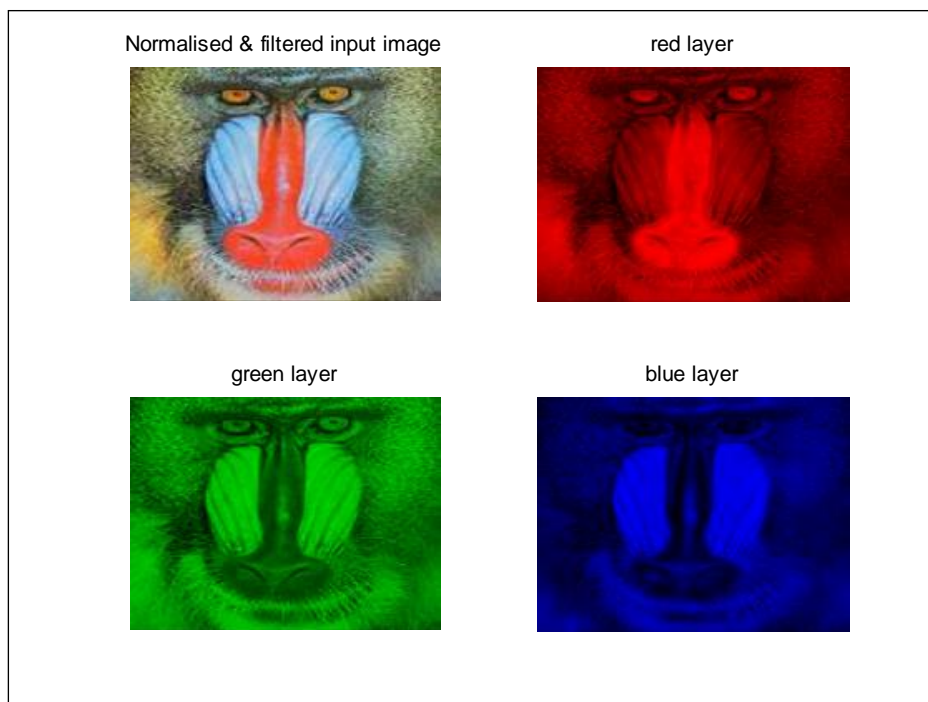 Normalised & filtered input image
red layer
green layer
blue layer